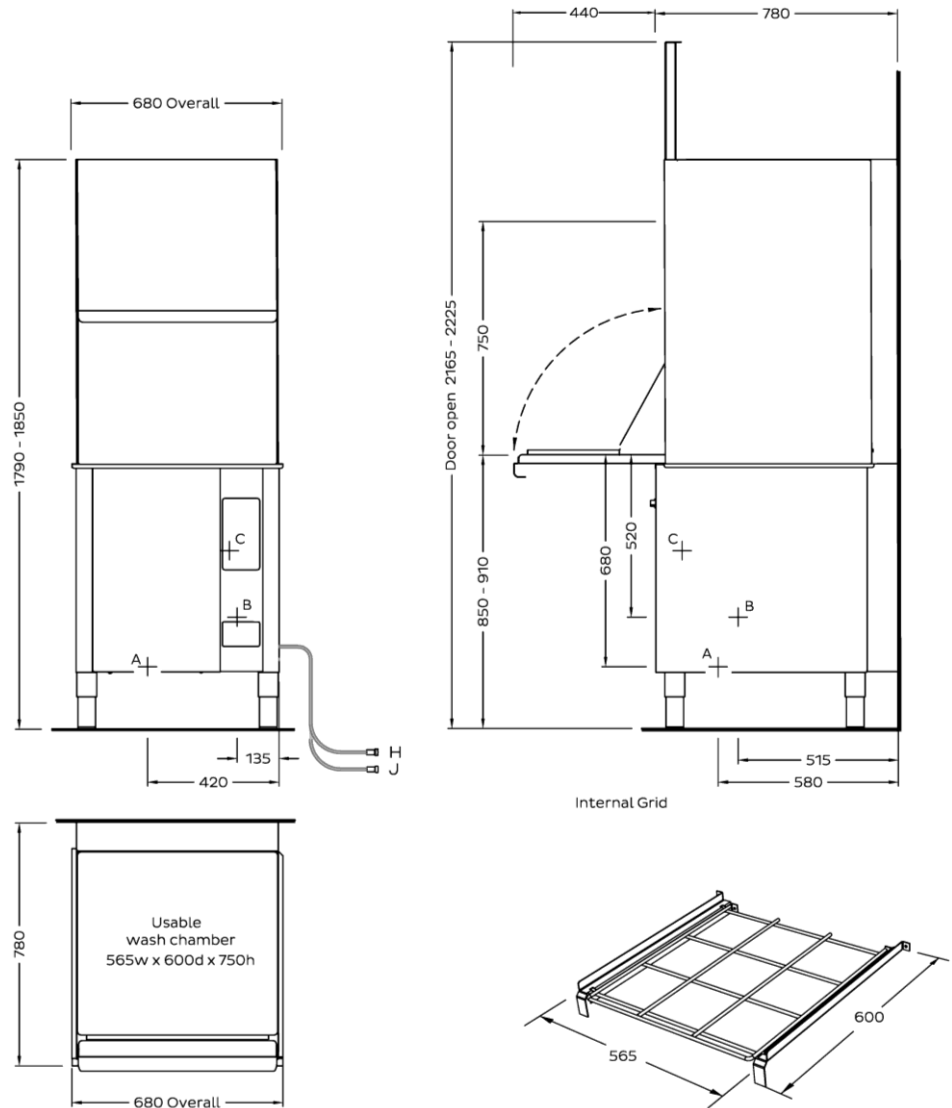 440
780
680 Overall
1790 - 1850
Door open 2165 - 2225
750
850 - 910
680
520
C
B
A
C
B
A
H
J
135
420
515
580
Internal Grid
780
Usable
wash chamber
565w x 600d x 750h
680 Overall
565
600